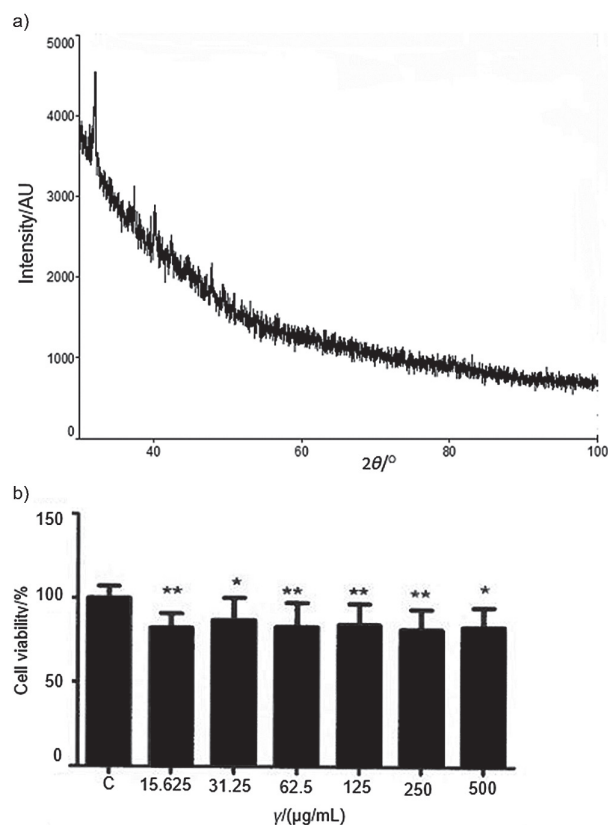 a)
5000
4000
3000
2000
1000
0
Intensity/AU
40 60 80 100
2θ/°
b)
150
100
50
0
Cell viability/%
** * ** ** ** *
C 15.625 31.25 62.5 125 250 500
γ/(µg/mL)